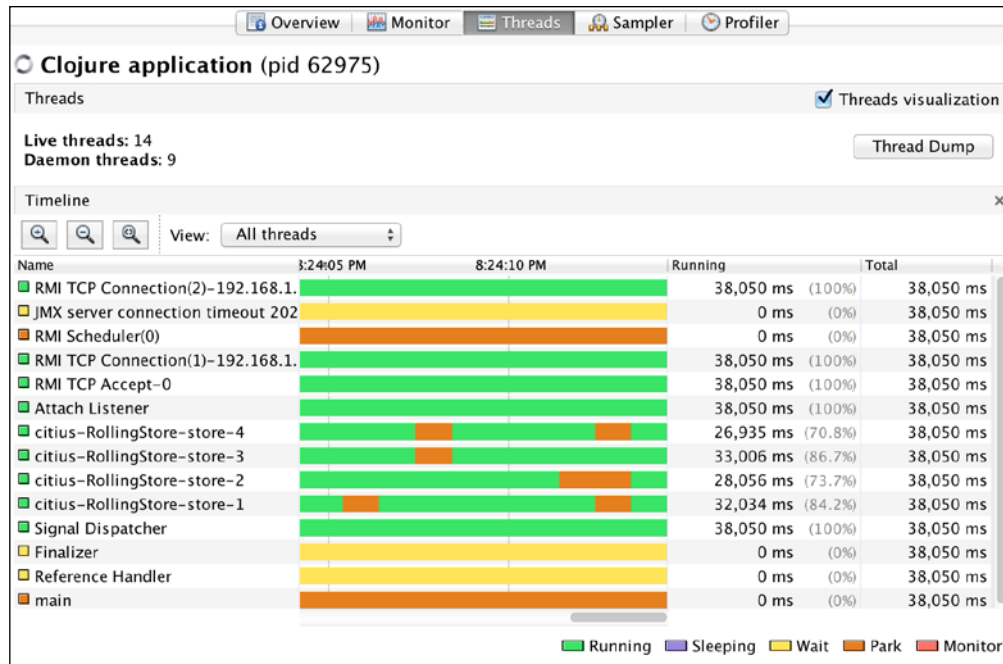 Overview Monitor Threads Sampler Profiler
Clojure application (pid 62975)
Threads Threads visualization
Live threads: 14
Daemon threads: 9
Thread Dump
Timeline
View: All threads
Name :24:05 PM 8:24:10 PM Running Total
RMI TCP Connection(2)-192.168.1. 38,050 ms (100%) 38,050 ms
JMX server connection timeout 202 0 ms (0%) 38,050 ms
RMI Scheduler(0) 0 ms (0%) 38,050 ms
RMI TCP Connection(1)-192.168.1. 38,050 ms (100%) 38,050 ms
RMI TCP Accept-0 38,050 ms (100%) 38,050 ms
Attach Listener 38,050 ms (100%) 38,050 ms
citius-RollingStore-store-4 26,935 ms (70.8%) 38,050 ms
citius-RollingStore-store-3 33,006 ms (86.7%) 38,050 ms
citius-RollingStore-store-2 28,056 ms (73.7%) 38,050 ms
citius-RollingStore-store-1 32,034 ms (84.2%) 38,050 ms
Signal Dispatcher 38,050 ms (100%) 38,050 ms
Finalizer 0 ms (0%) 38,050 ms
Reference Handler 0 ms (0%) 38,050 ms
main 0 ms (0%) 38,050 ms
Running Sleeping Wait Park Monitor